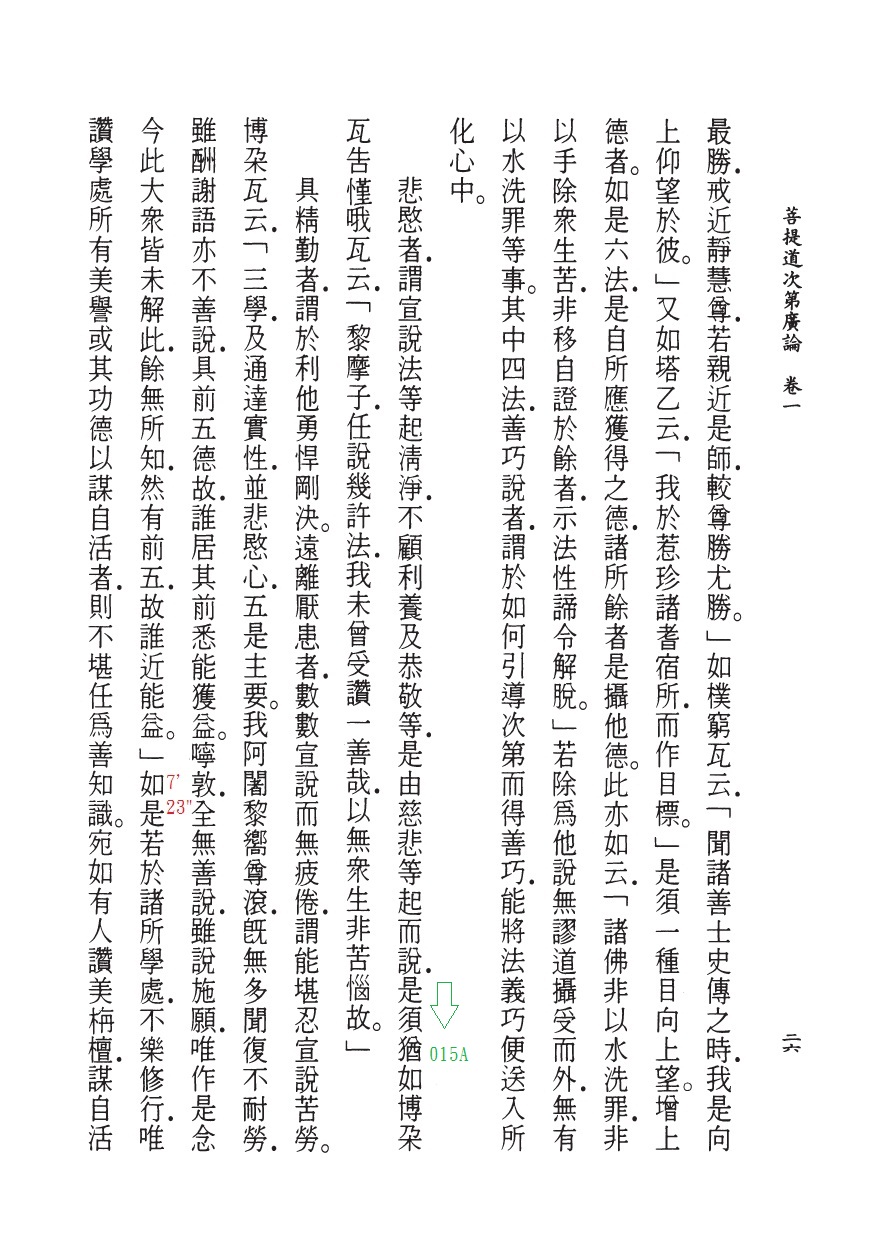 菩提道次第廣論　卷一
二六
最勝．戒近靜慧尊．若親近是師．較尊勝尤勝。」如樸窮瓦云．「聞諸善士史傳之時．我是向
上仰望於彼。」又如塔乙云．「我於惹珍諸耆宿所．而作目標。」是須一種目向上望。增上
德者。如是六法．是自所應獲得之德．諸所餘者是攝他德。此亦如云．「諸佛非以水洗罪．非
以手除眾生苦．非移自證於餘者．示法性諦令解脫。」若除為他說無謬道攝受而外．無有
以水洗罪等事。其中四法．善巧說者．謂於如何引導次第而得善巧．能將法義巧便送入所
化心中。
悲愍者．謂宣說法等起清淨．不顧利養及恭敬等．是由慈悲等起而說．是須猶如博朶
瓦告慬哦瓦云．「黎摩子．任說幾許法．我未曾受讚一善哉．以無眾生非苦惱故。」
具精勤者．謂於利他勇悍剛決。遠離厭患者．數數宣說而無疲倦．謂能堪忍宣說苦勞。
博朶瓦云．「三學．及通達實性．並悲愍心．五是主要。我阿闍黎嚮尊滾．旣無多聞復不耐勞．
雖酬謝語亦不善說．具前五德故．誰居其前悉能獲益。嚀敦．全無善說．雖說施願．唯作是念
今此大眾皆未解此．餘無所知．然有前五．故誰近能益。」如是若於諸所學處．不樂修行．唯
讚學處所有美譽或其功德以謀自活者．則不堪任為善知識。宛如有人讚美栴檀．謀自活
015A
7'
23"